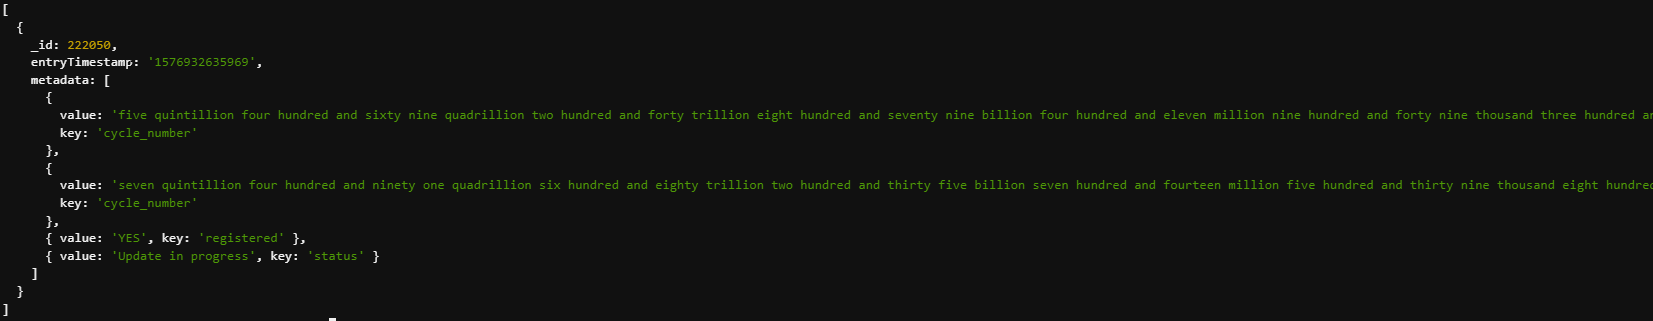 [
  {
    _id: 222050,
    entryTimestamp: '1576932635969',
    metadata: [
      {
        value: 'five quintillion four hundred and sixty nine quadrillion two hundred and forty trillion eight hundred and seventy nine billion four hundred and eleven million nine hundred and forty nine thousand three hundred
        key: 'cycle_number'
      },
      {
        value: 'seven quintillion four hundred and ninety one quadrillion six hundred and eighty trillion two hundred and thirty five billion seven hundred and fourteen million five hundred and thirty nine thousand eight hundred
        key: 'cycle_number'
      },
      { value: 'YES', key: 'registered' },
      { value: 'Update in progress', key: 'status' }
    ]
  }
]